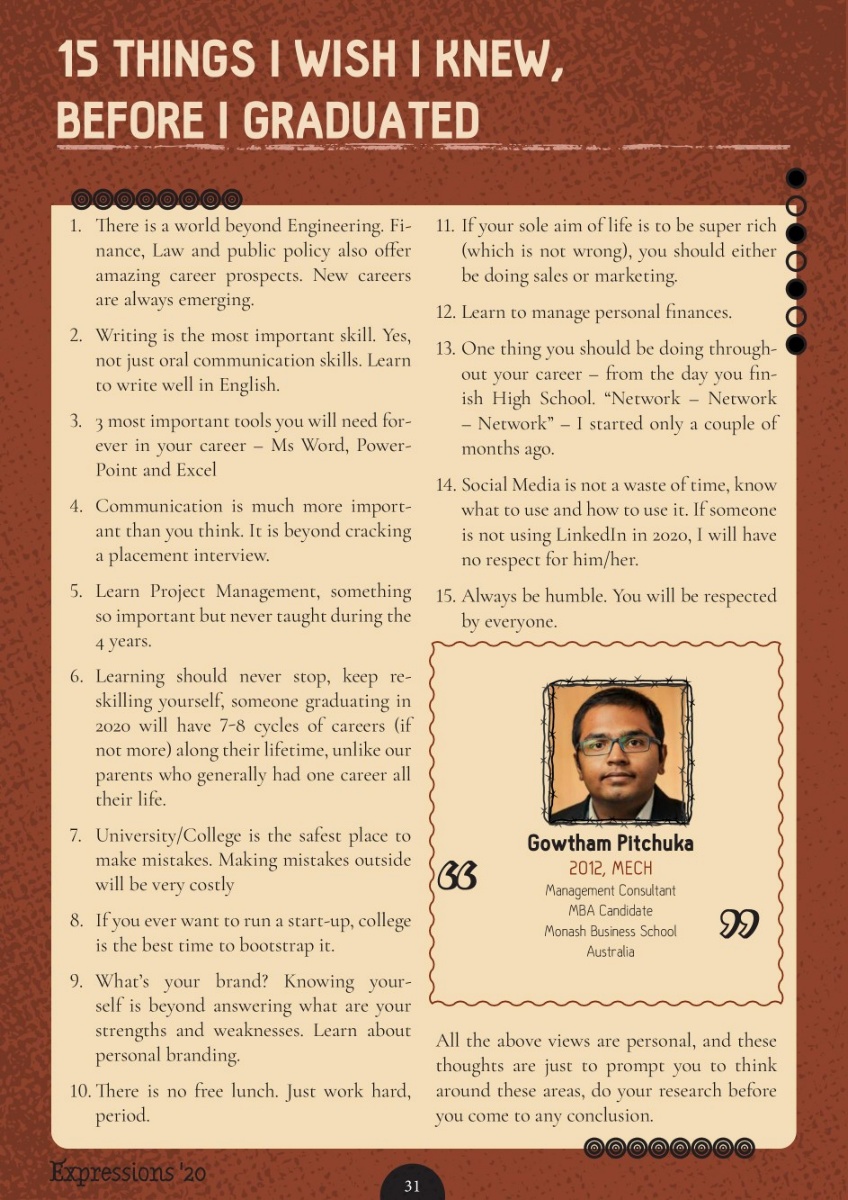 15 THINGS I WISH I KNEW,
BEFORE I GRADUATED
1. There is a world beyond Engineering. Fi-
nance, Law and public policy also offer
amazing career prospects. New careers
are always emerging.
2. Writing is the most important skill. Yes,
not just oral communication skills. Learn
to write well in English.
3. 3 most important tools you will need for-
ever in your career – Ms Word, Power-
Point and Excel
4. Communication is much more import-
ant than you think. It is beyond cracking
a placement interview.
5. Learn Project Management, something
so important but never taught during the
4 years.
6. Learning should never stop, keep re-
skilling yourself, someone graduating in
2020 will have 7-8 cycles of careers (if
not more) along their lifetime, unlike our
parents who generally had one career all
their life.
7. University/College is the safest place to
make mistakes. Making mistakes outside
will be very costly
8. If you ever want to run a start-up, college
is the best time to bootstrap it.
9. What's your brand? Knowing your-
self is beyond answering what are your
strengths and weaknesses. Learn about
personal branding.
10. There is no free lunch. Just work hard,
period.
11. If your sole aim of life is to be super rich
(which is not wrong), you should either
be doing sales or marketing.
12. Learn to manage personal finances.
13. One thing you should be doing through-
out your career – from the day you fin-
ish High School. “Network – Network
– Network” – I started only a couple of
months ago.
14. Social Media is not a waste of time, know
what to use and how to use it. If someone
is not using LinkedIn in 2020, I will have
no respect for him/her.
15. Always be humble. You will be respected
by everyone.
Gowtham Pitchuka
2012, MECH
Management Consultant
MBA Candidate
Monash Business School
Australia
All the above views are personal, and these
thoughts are just to prompt you to think
around these areas, do your research before
you come to any conclusion.
Expressions '20
31